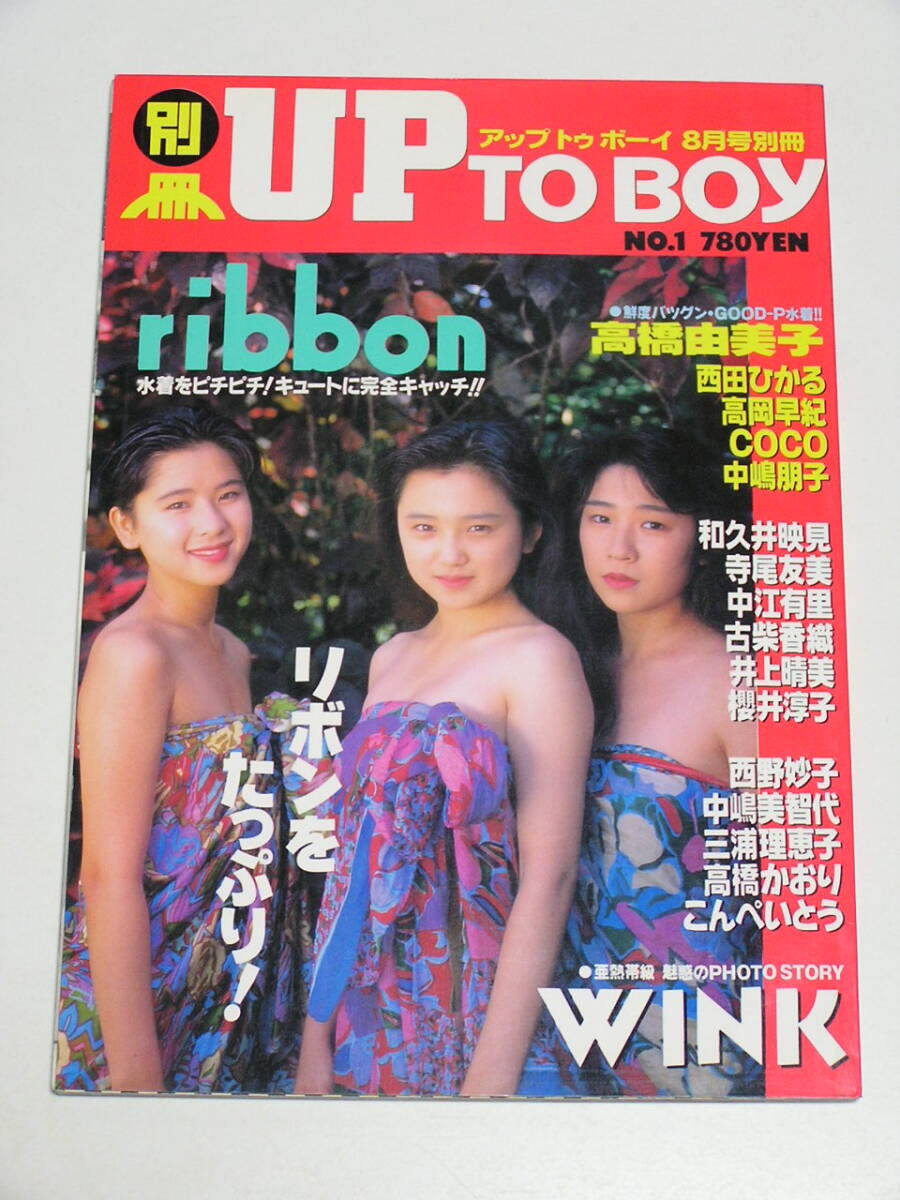 別冊
UP TO BOY
アップ トゥ ボーイ 8月号別冊
NO.1 780YEN
ribbon
水着をピチピチ!キュートに完全キャッチ!!
●鮮度バツグン・GOOD-P水着!!
高橋由美子
西田ひかる
高岡早紀
COCO
中嶋朋子
和久井映見
寺尾友美
中江有里
古柴香織
井上晴美
櫻井淳子
リボンを
たっぷり!
西野妙子
中嶋美智代
三浦理恵子
高橋かおり
こんぺいとう
●亜熱帯級 魅惑のPHOTO STORY
WINK